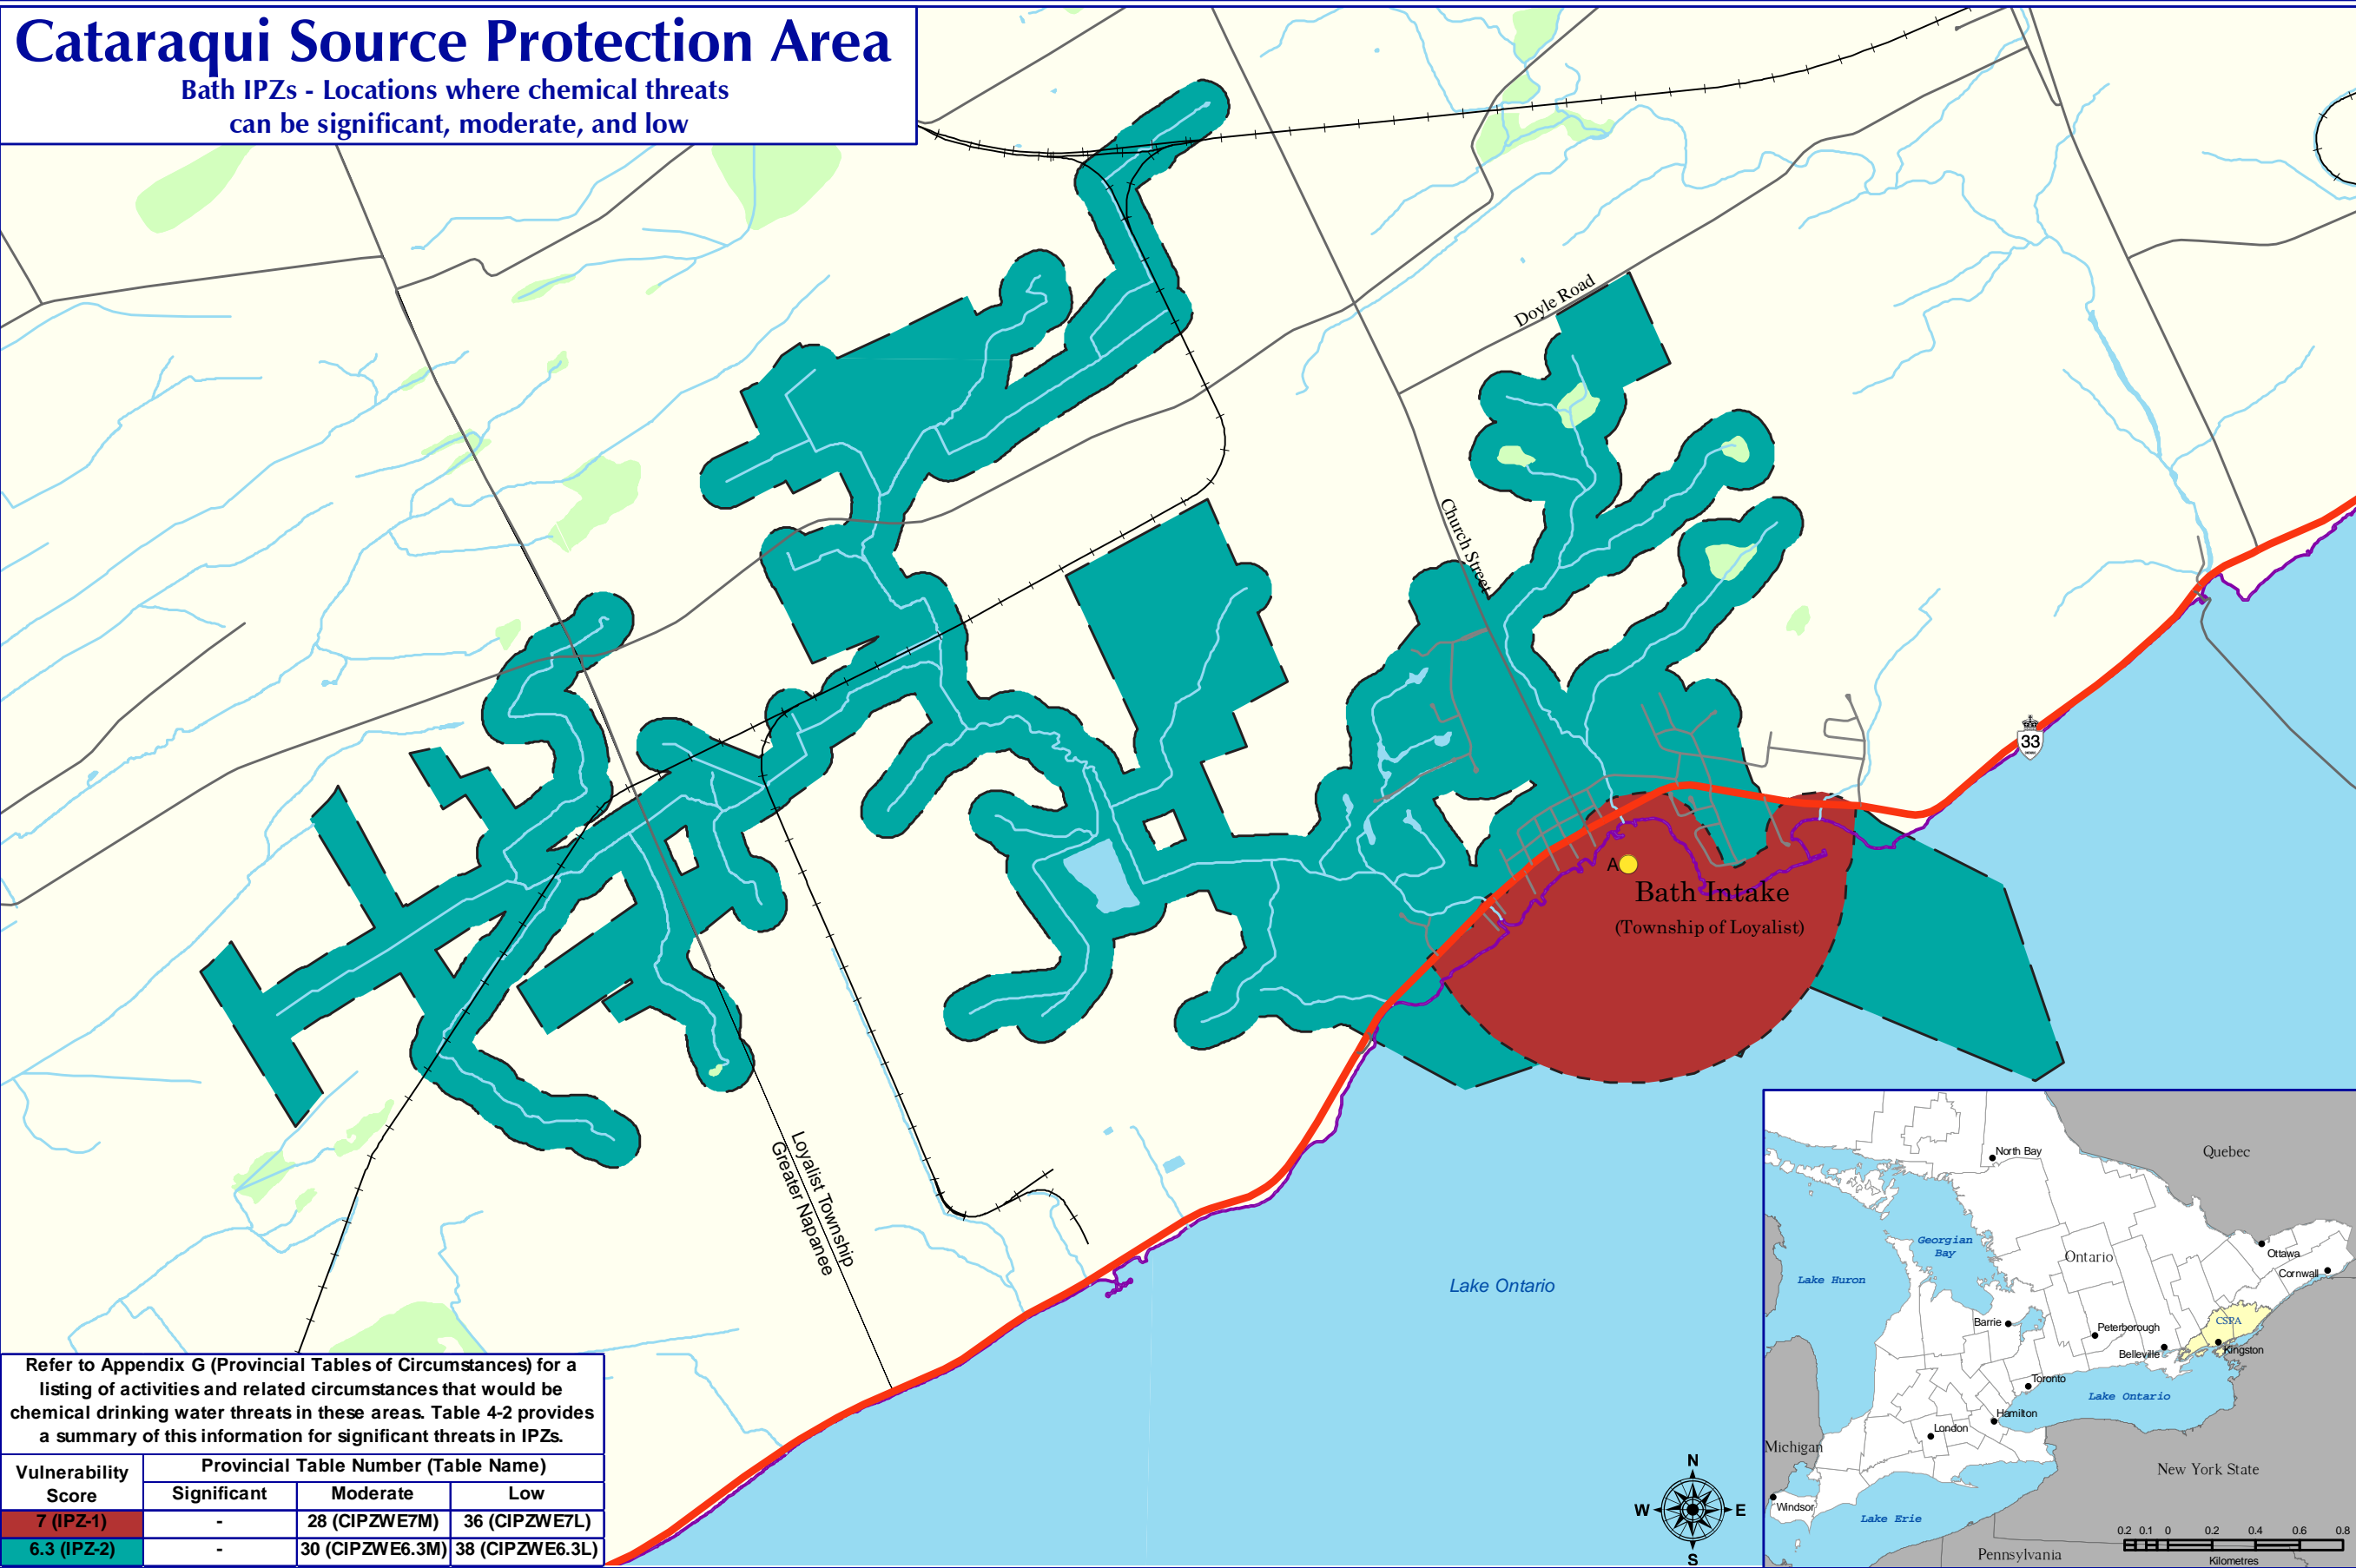 Cataraqui Source Protection Area
Bath IPZs - Locations where chemical threats
can be significant, moderate, and low
Doyle Road
Church Street
33
A
Bath Intake
(Township of Loyalist)
Loyalist Township
Greater Napanee
Lake Ontario
Refer to Appendix G (Provincial Tables of Circumstances) for a
listing of activities and related circumstances that would be
chemical drinking water threats in these areas. Table 4-2 provides
a summary of this information for significant threats in IPZs.
Vulnerability Score
Provincial Table Number (Table Name)
Significant Moderate Low
7 (IPZ-1) - 28 (CIPZWE7M) 36 (CIPZWE7L)
6.3 (IPZ-2) - 30 (CIPZWE6.3M) 38 (CIPZWE6.3L)
N
W E
S
North Bay
Quebec
Georgian
Bay
Ontario
Ottawa
Lake Huron
Cornwall
Barrie
Peterborough
CSPA
Belleville
Kingston
Toronto
Lake Ontario
Hamilton
London
Michigan
New York State
Windsor
Lake Erie
Pennsylvania
0.2 0.1 0 0.2 0.4 0.6 0.8
Kilometres